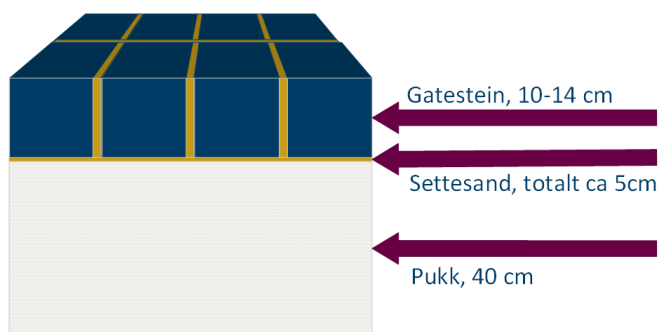 Gatestein, 10-14 cm
Settesand, totalt ca 5cm
Pukk, 40 cm